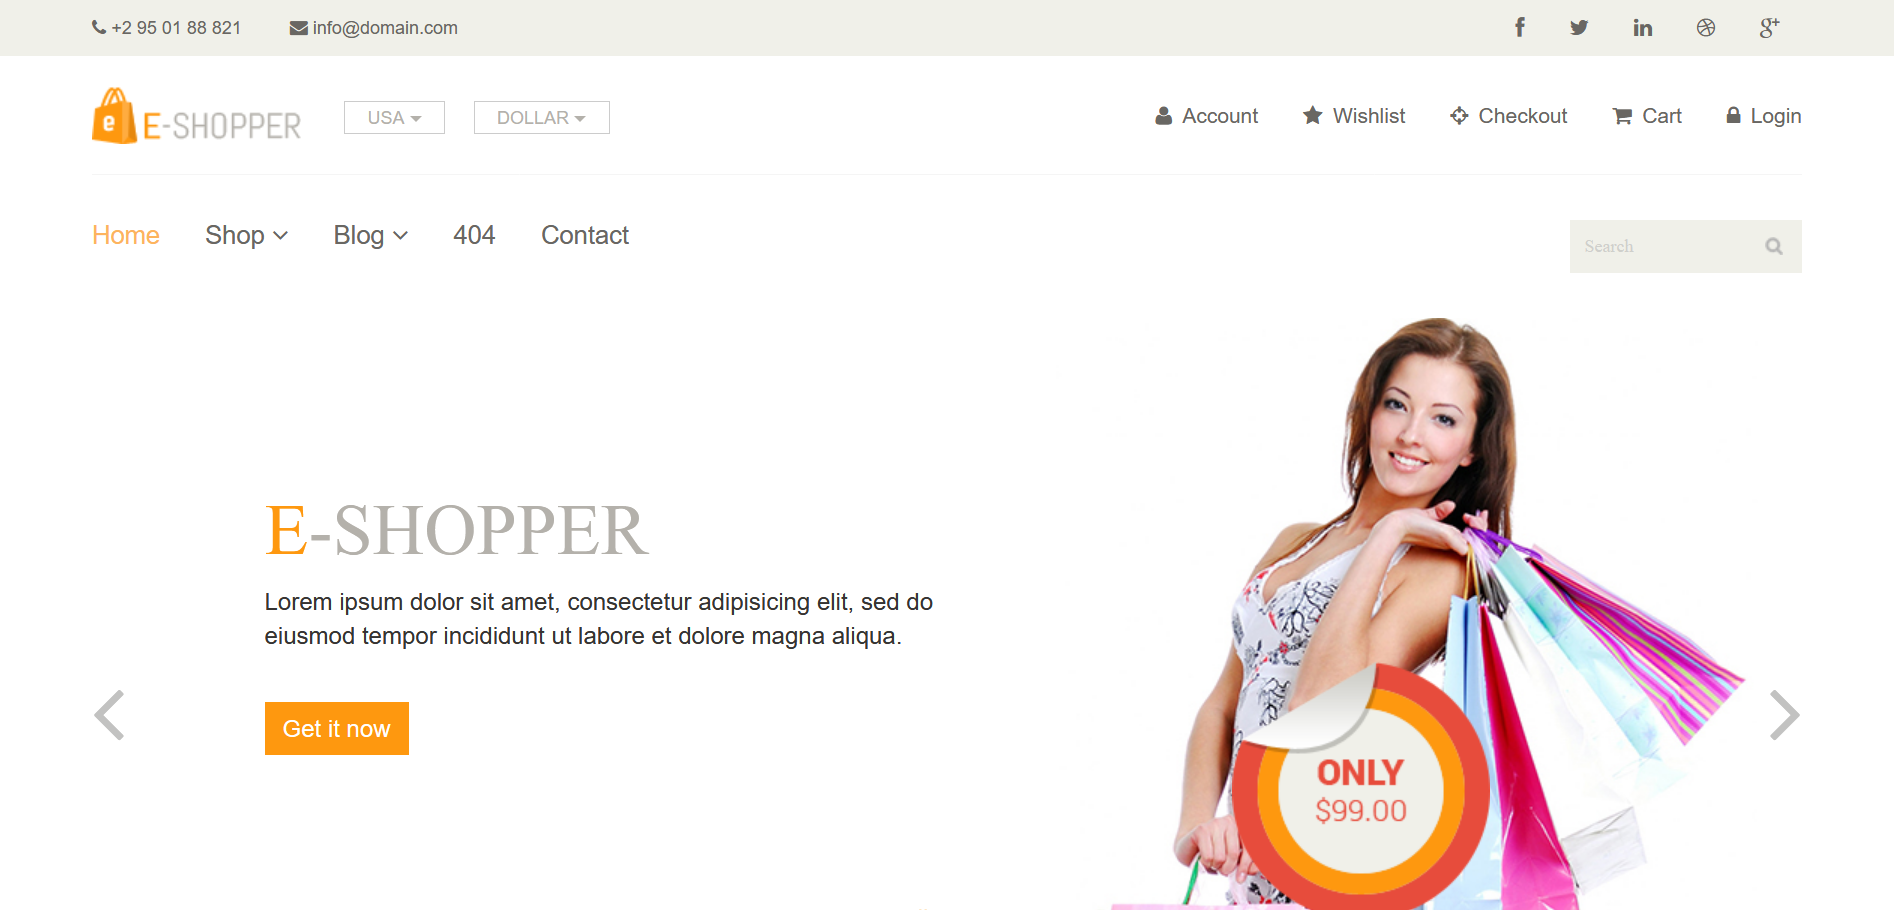 +2 95 01 88 821 info@domain.com
e E-SHOPPER USA DOLLAR Account Wishlist Checkout Cart Login
Home Shop Blog 404 Contact Search
E-SHOPPER
Lorem ipsum dolor sit amet, consectetur adipisicing elit, sed do
eiusmod tempor incididunt ut labore et dolore magna aliqua.
Get it now
ONLY
$99.00